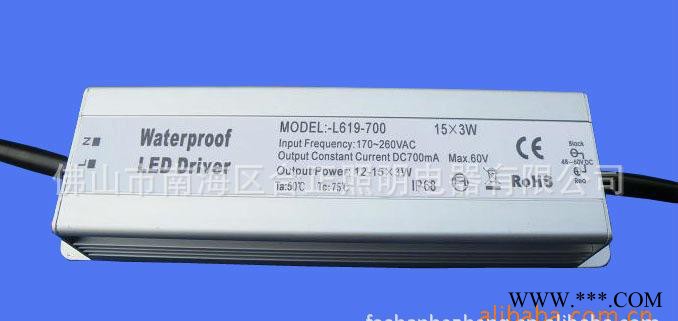 Waterproof
LED Driver
N
L
MODEL:-L619-700 15×3W
Input Frequency:170~260VAC
Output Constant Current DC700mA Max.60V
Output Power:12-15×3W
Ta:50℃ Tc:75℃ IP68
CE
RoHS
Black
48-60V DC
Red
佛山市南海区
照明电器有限公司
www.***.com
alibaba.com.cn